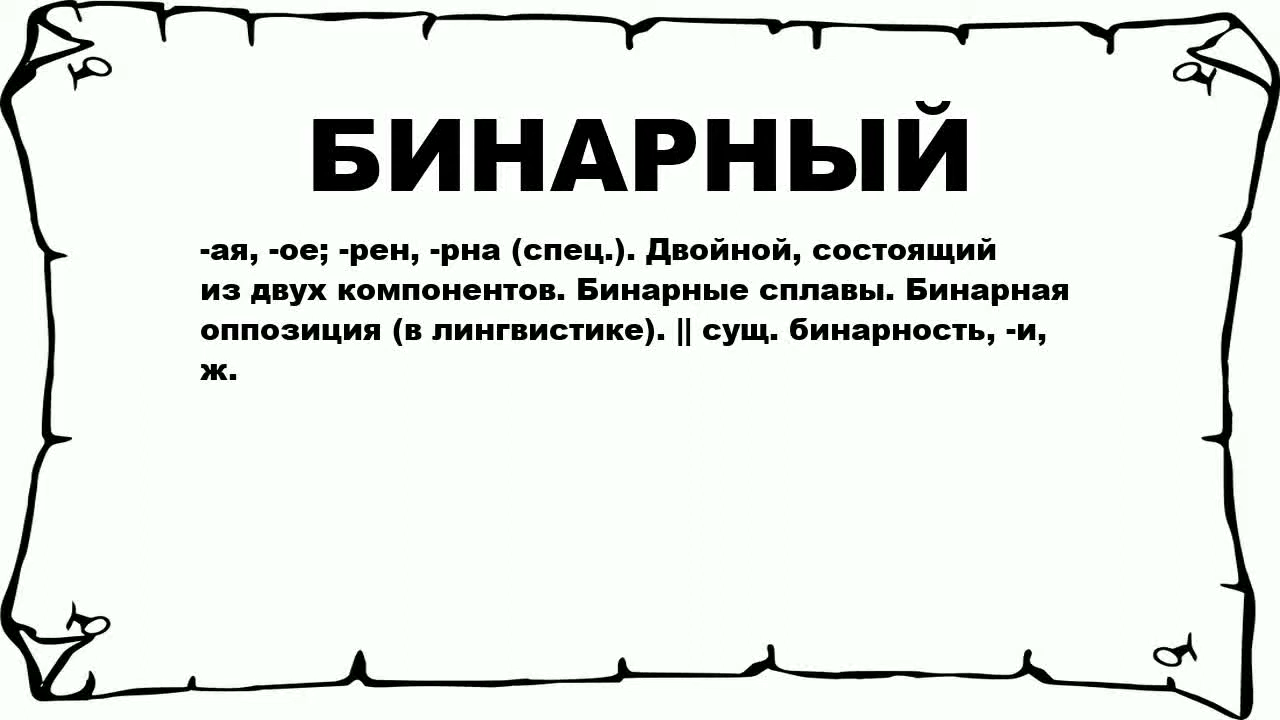 БИНАРНЫЙ
-ая, -ое; -рен, -рна (спец.). Двойной, состоящий
из двух компонентов. Бинарные сплавы. Бинарная
оппозиция (в лингвистике). || сущ. бинарность, -и,
ж.